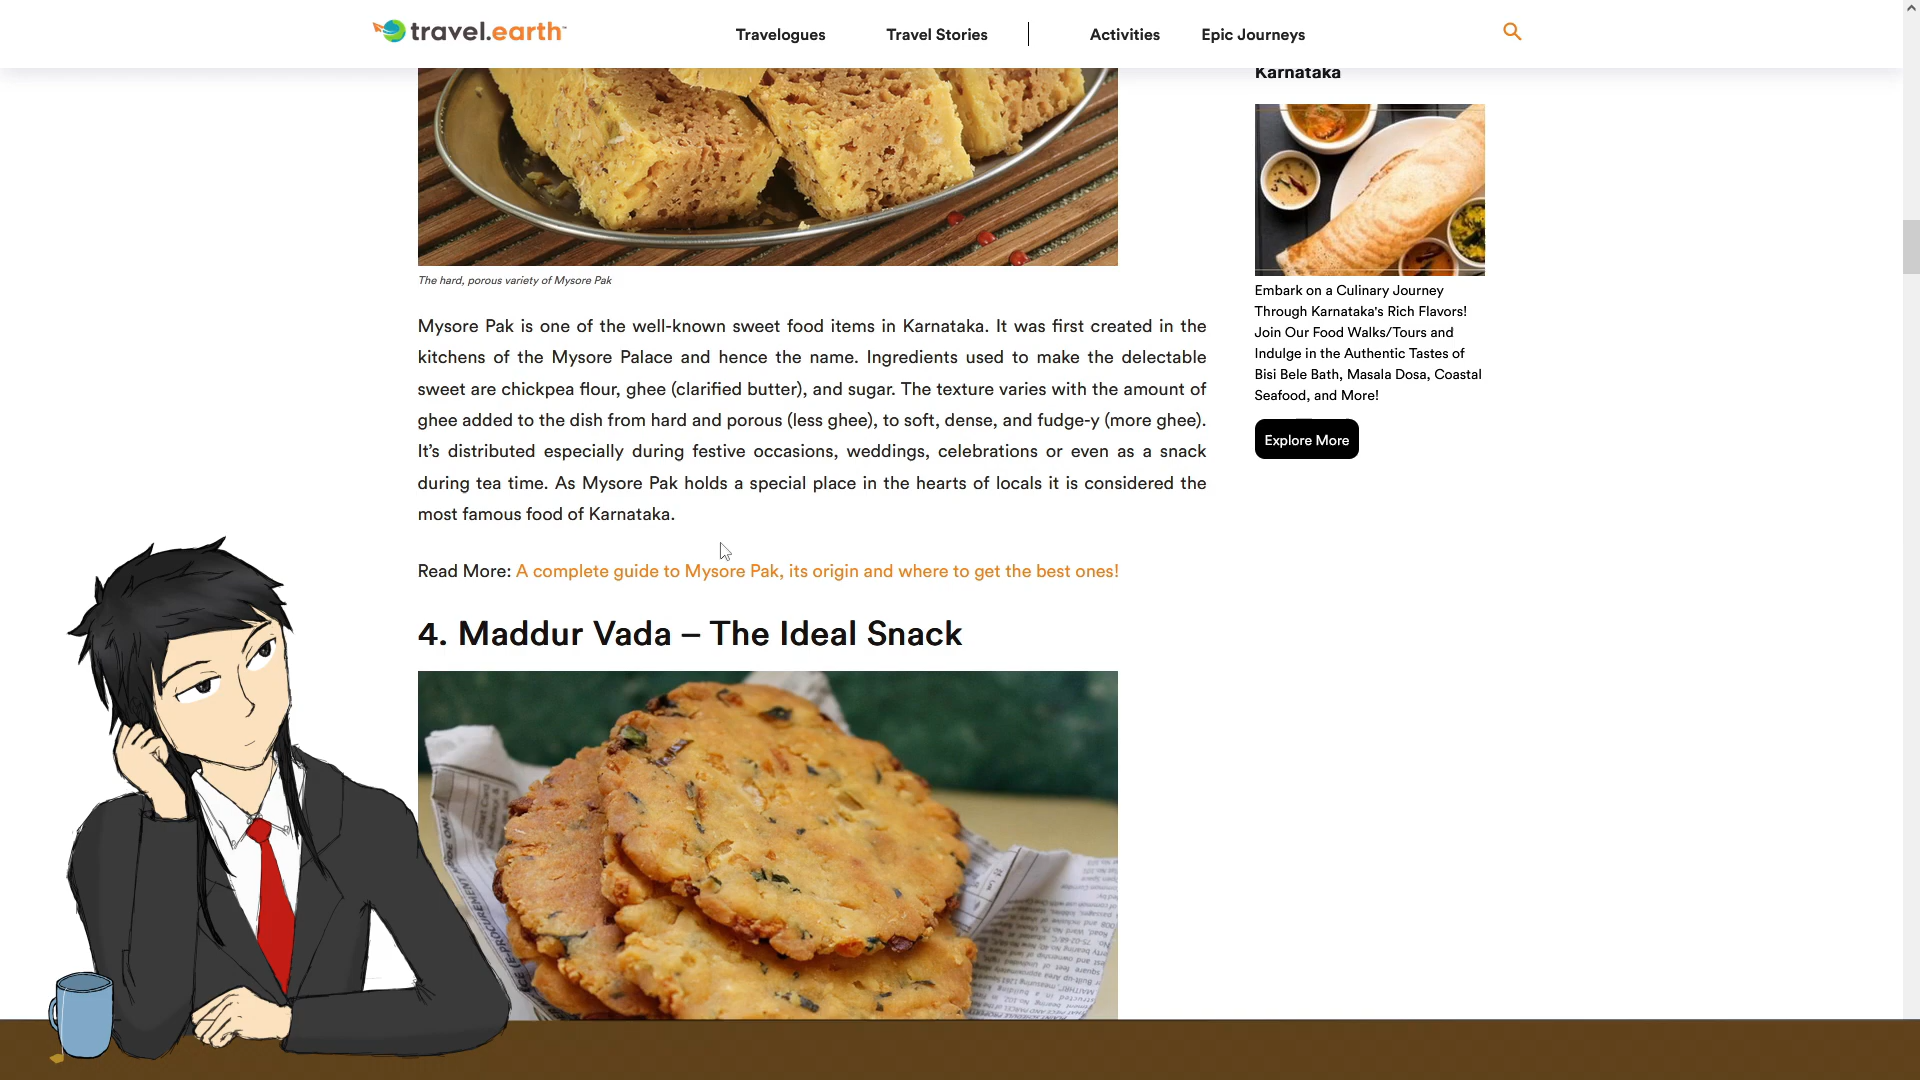 travel.earth
Travelogues
Travel Stories
Activities
Epic Journeys
The hard, porous variety of Mysore Pak
Mysore Pak is one of the well-known sweet food items in Karnataka. It was first created in the
kitchens of the Mysore Palace and hence the name. Ingredients used to make the delectable
sweet are chickpea flour, ghee (clarified butter), and sugar. The texture varies with the amount of
ghee added to the dish from hard and porous (less ghee), to soft, dense, and fudge-y (more ghee).
It's distributed especially during festive occasions, weddings, celebrations or even as a snack
during tea time. As Mysore Pak holds a special place in the hearts of locals it is considered the
most famous food of Karnataka.
Read More: A complete guide to Mysore Pak, its origin and where to get the best ones!
4. Maddur Vada – The Ideal Snack
Karnataka
Embark on a Culinary Journey
Through Karnataka's Rich Flavors!
Join Our Food Walks/Tours and
Indulge in the Authentic Tastes of
Bisi Bele Bath, Masala Dosa, Coastal
Seafood, and More!
Explore More